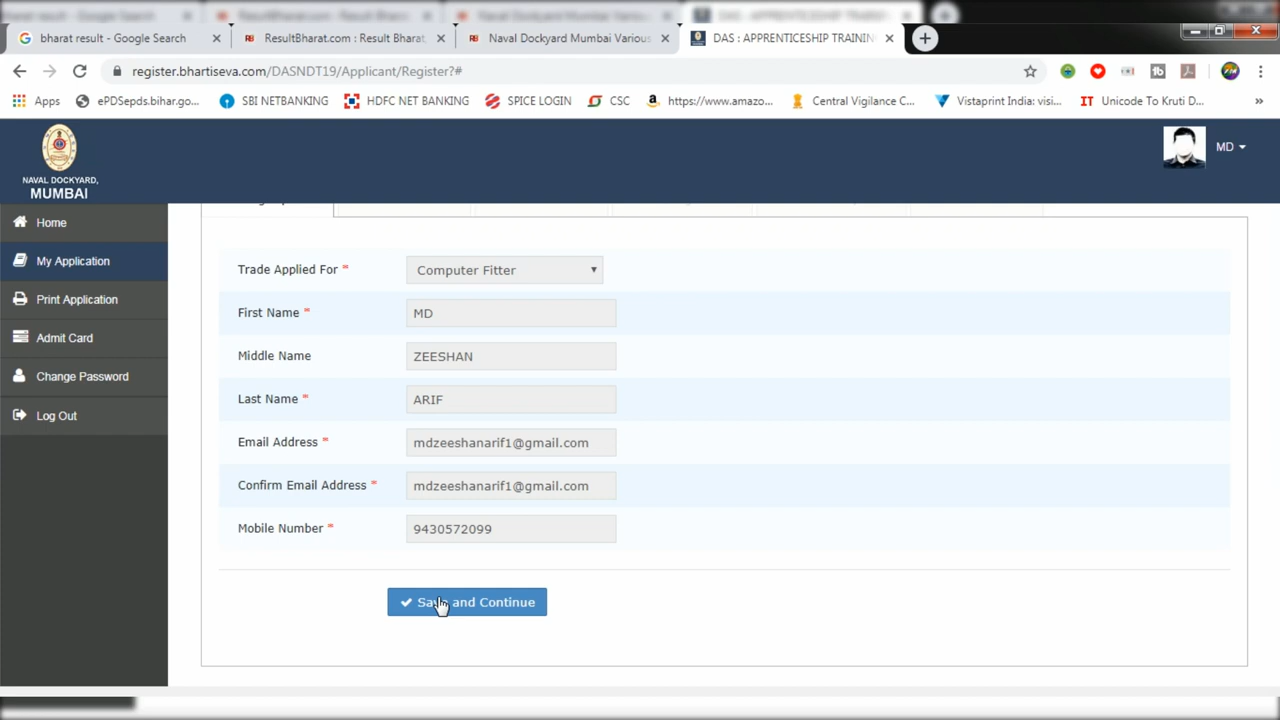 bharat result - Google Search
ResultBharat.com : Result Bharat
Naval Dockyard Mumbai Various
DAS : APPRENTICESHIP TRAININ
register.bhartiseva.com/DASNDT19/Applicant/Register?#
Apps
ePDSepds.bihar.go...
SBI NETBANKING
HDFC NET BANKING
SPICE LOGIN
CSC
https://www.amazo...
Central Vigilance C...
Vistaprint India: visi...
IT Unicode To Kruti D...
NAVAL DOCKYARD,
MUMBAI
MD
Home
My Application
Print Application
Admit Card
Change Password
Log Out
Trade Applied For * Computer Fitter
First Name * MD
Middle Name ZEESHAN
Last Name * ARIF
Email Address * mdzeeshanarif1@gmail.com
Confirm Email Address * mdzeeshanarif1@gmail.com
Mobile Number * 9430572099
Save and Continue